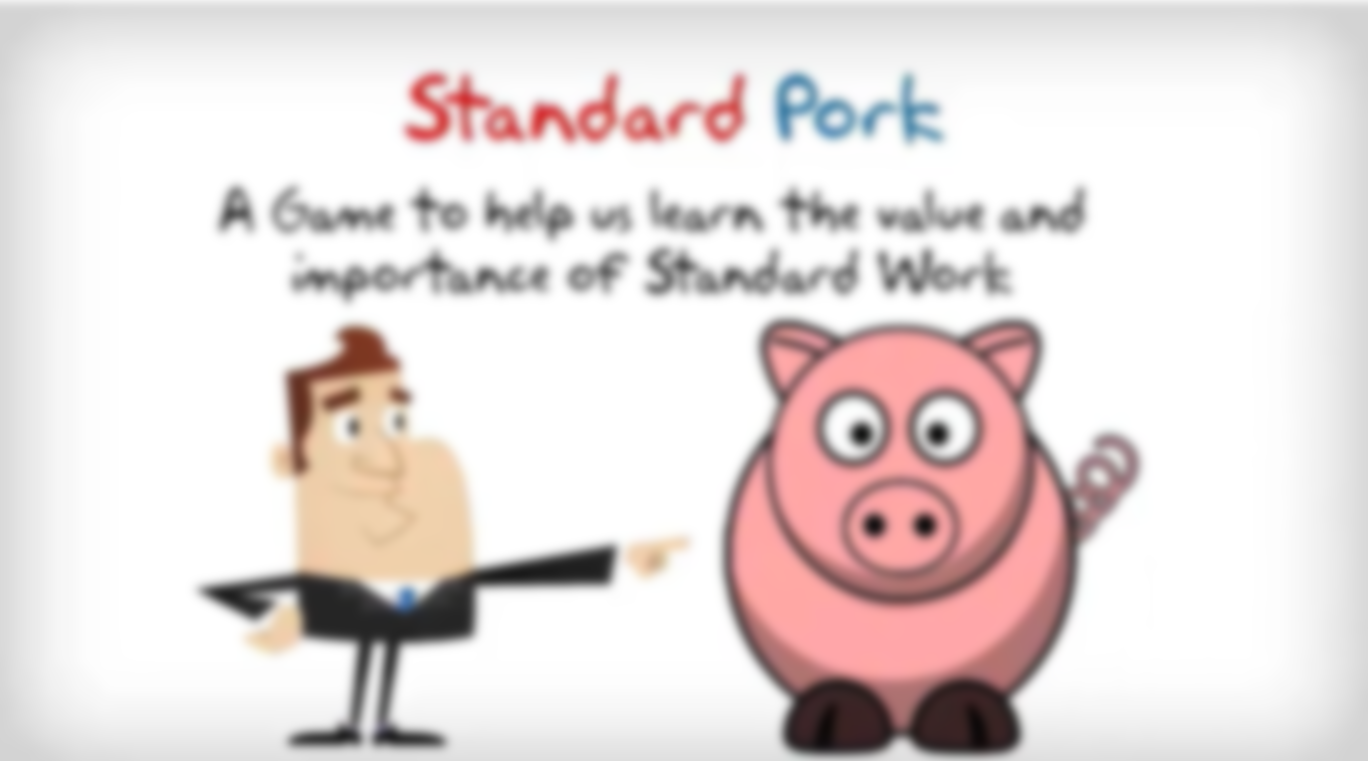 Standard Pork
A Game to help us learn the value and
importance of Standard Work